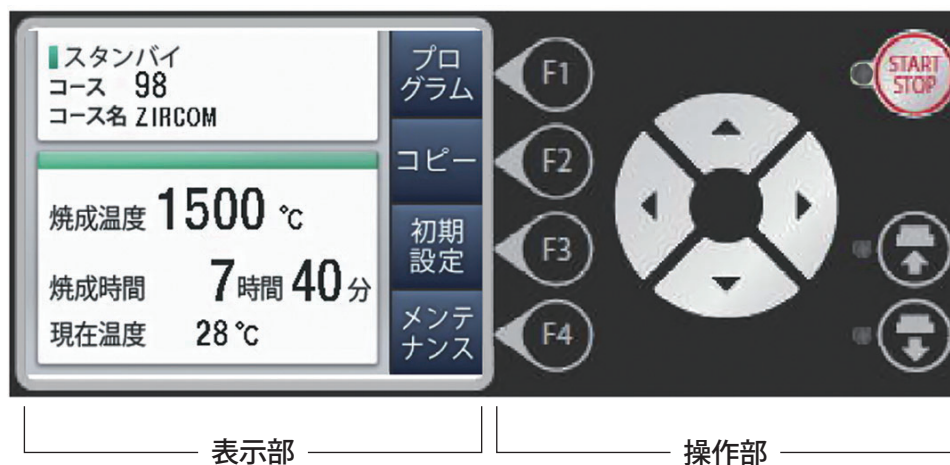 スタンバイ
コース 98
コース名 ZIRCOM
焼成温度 1500 ℃
焼成時間 7時間 40分
現在温度 28℃
プロ
グラム
コピー
初期
設定
メンテ
ナンス
F1
F2
F3
F4
START
STOP
表示部
操作部